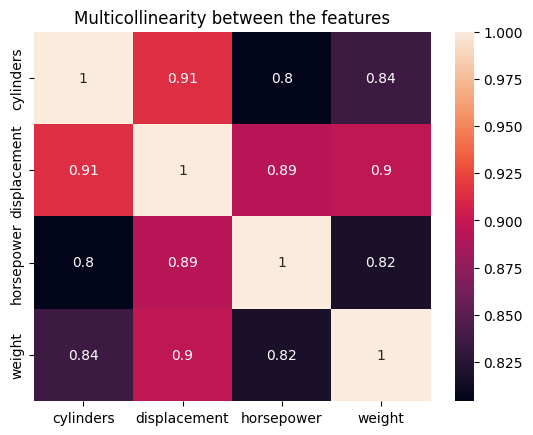 Multicollinearity between the features
cylinders
1
0.91
0.8
0.84
displacement
0.91
1
0.89
0.9
horsepower
0.8
0.89
1
0.82
weight
0.84
0.9
0.82
1
cylinders
displacement
horsepower
weight
1.000
0.975
0.950
0.925
0.900
0.875
0.850
0.825